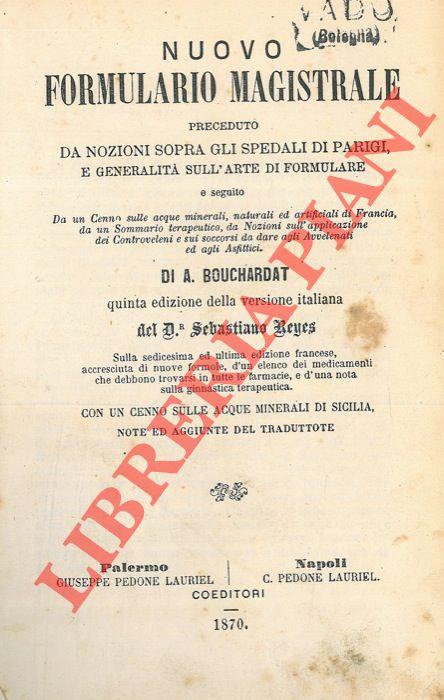 VADO
(Bologna)
NUOVO
FORMULARIO MAGISTRALE
PRECEDUTO
DA NOZIONI SOPRA GLI SPEDALI DI PARIGI,
E GENERALITÀ SULL'ARTE DI FORMULARE
e seguito
Da un Cenno sulle acque minerali, naturali ed artificiali di Francia,
da un Sommario terapeutico, da Nozioni sull'applicazione
dei Controveleni e sui soccorsi da dare agli Avvelenati
ed agli Asfittici.
DI A. BOUCHARDAT
quinta edizione della versione italiana
del D.R Sebastiano Reyes
Sulla sedicesima ed ultima edizione francese,
accresciuta di nuove formole, d'un elenco dei medicamenti
che debbono trovarsi in tutte le farmacie, e d'una nota
sulla ginnastica terapeutica.
CON UN CENNO SULLE ACQUE MINERALI DI SICILIA,
NOTE ED AGGIUNTE DEL TRADUTTOTE
Palermo
GIUSEPPE PEDONE LAURIEL
Napoli
C. PEDONE LAURIEL.
COEDITORI
1870.
LIBRERIA PIANI